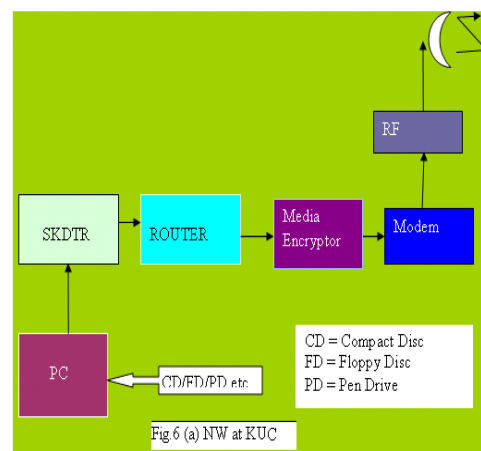 RF
SKDTR
ROUTER
Media
Encryptor
Modem
PC
CD/FD/PD etc
CD = Compact Disc
FD = Floppy Disc
PD = Pen Drive
Fig.6 (a) NW at KUC